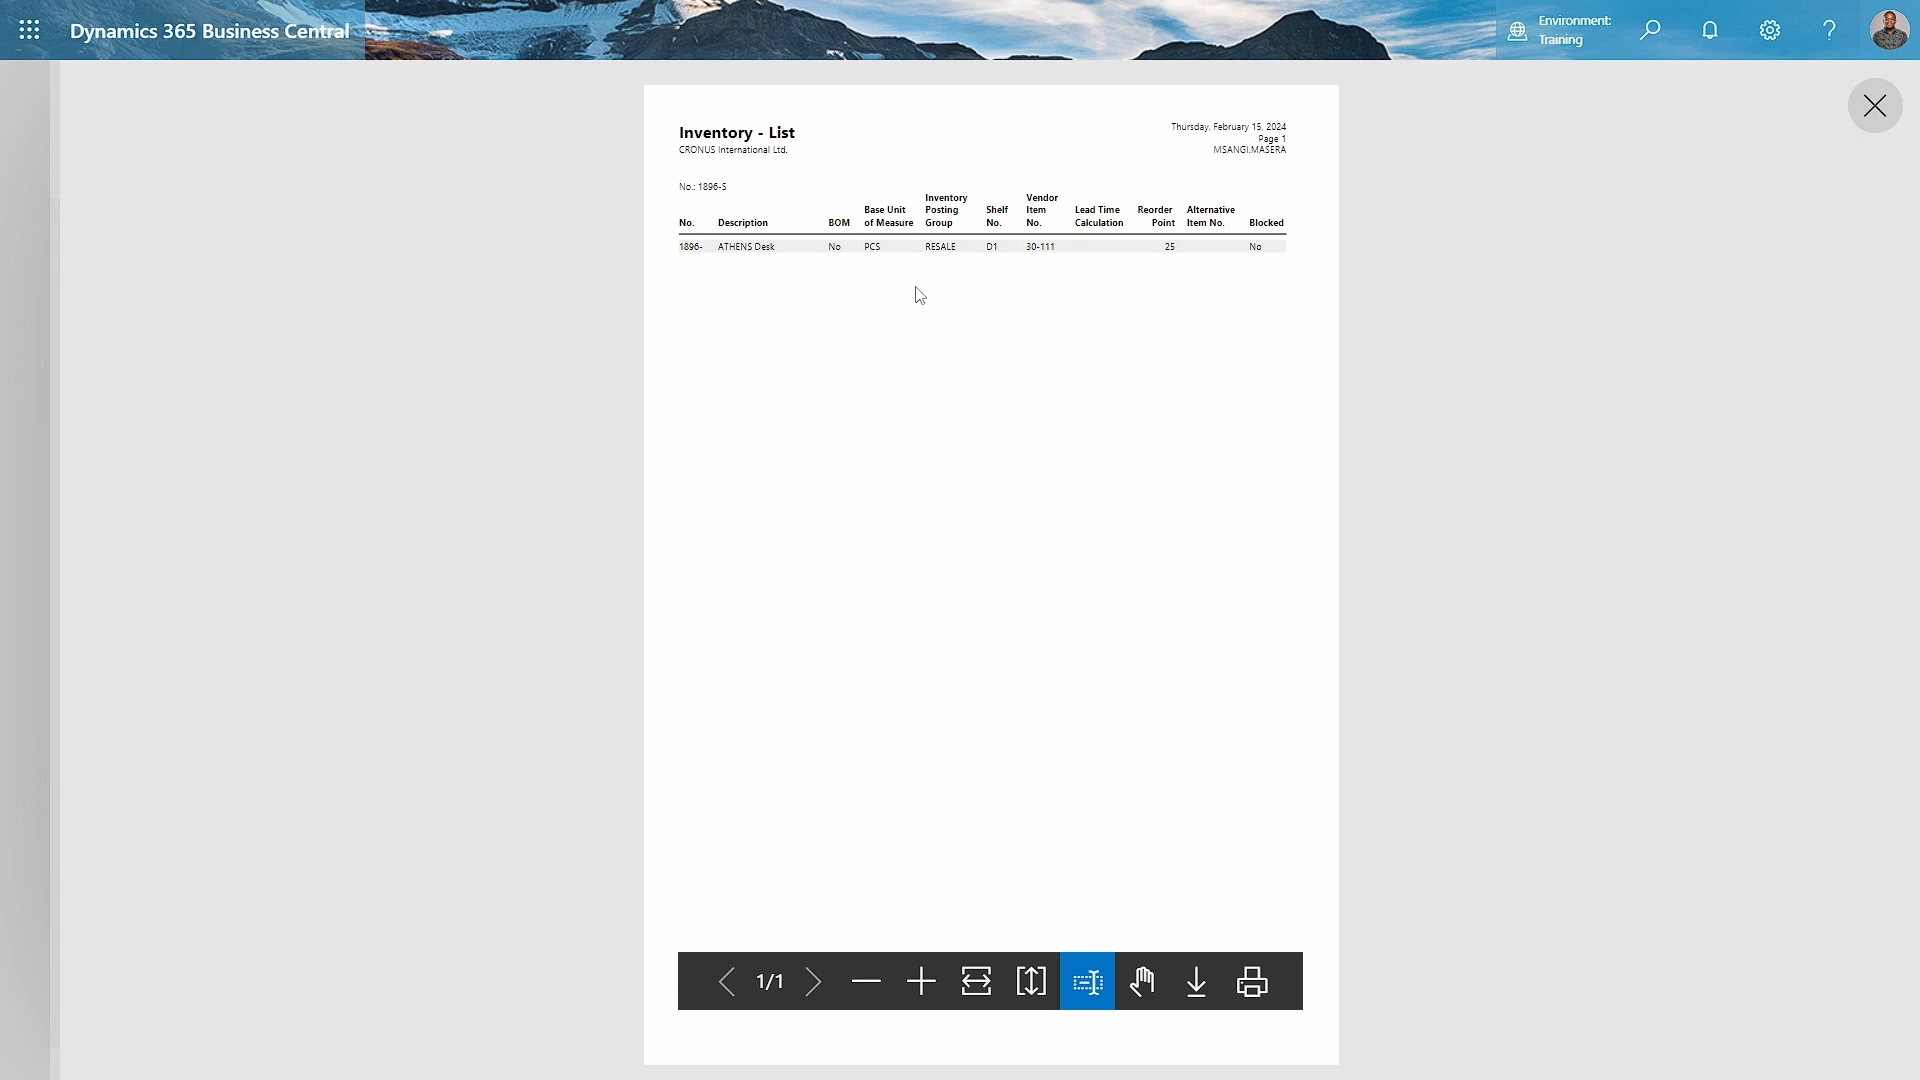 Dynamics 365 Business Central
Environment:
Training
Inventory - List
CRONUS International Ltd.
Thursday, February 15, 2024
Page 1
MSANGI.MASERA
No.: 1896-S
No. Description BOM Base Unit of Measure Inventory Posting Group Shelf No. Vendor Item No. Lead Time Calculation Reorder Point Alternative Item No. Blocked
1896- ATHENS Desk No PCS RESALE D1 30-111 25 No
1/1